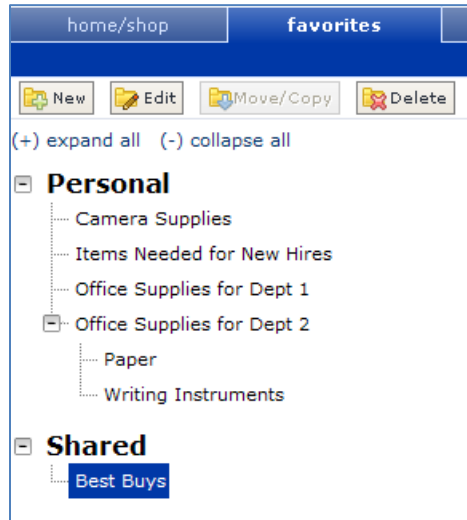 home/shop favorites
New Edit Move/Copy Delete
(+) expand all (-) collapse all
Personal
Camera Supplies
Items Needed for New Hires
Office Supplies for Dept 1
Office Supplies for Dept 2
Paper
Writing Instruments
Shared
Best Buys